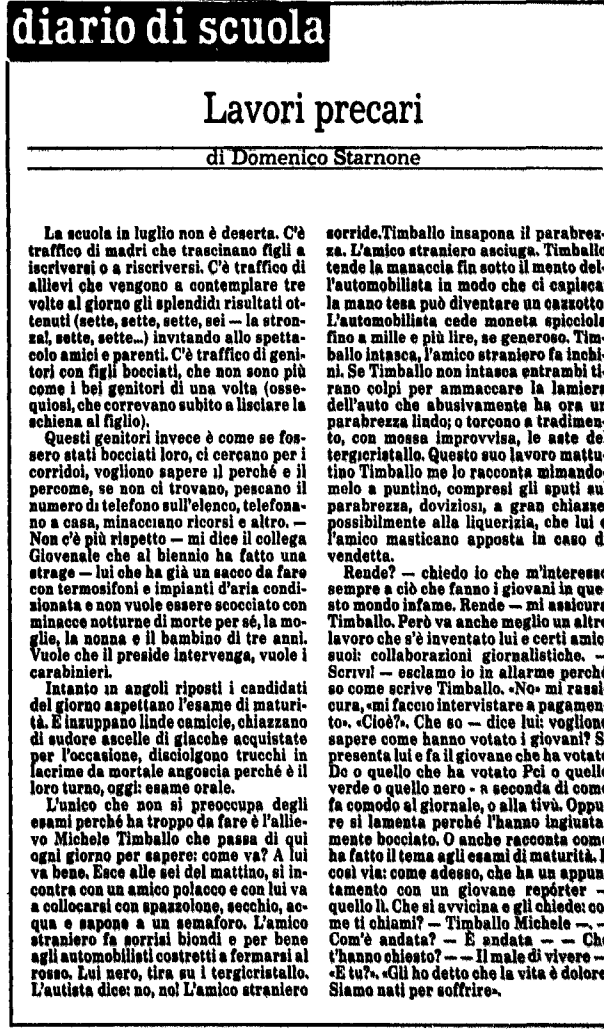 diario di scuola
Lavori precari
di Domenico Starnone
La scuola in luglio non è deserta. C'è
traffico di madri che trascinano figli a
iscriversi o a riscriversi. C'è traffico di
allievi che vengono a contemplare tre
volte al giorno gli splendidi risultati ot-
tenuti (sette, sette, sette, sei — la stron-
za!, sette, sette...) invitando allo spetta-
colo amici e parenti. C'è traffico di geni-
tori con figli bocciati, che non sono più
come i bei genitori di una volta (osse-
quiosi, che correvano subito a lisciare la
schiena al figlio).
Questi genitori invece è come se fos-
sero stati bocciati loro, ci cercano per i
corridoi, vogliono sapere il perché e il
percome, se non ci trovano, pescano il
numero di telefono sull'elenco, telefona-
no a casa, minacciano ricorsi e altro. —
Non c'è più rispetto — mi dice il collega
Giovenale che al biennio ha fatto una
strage — lui che ha già un sacco da fare
con termosifoni e impianti d'aria condi-
zionata e non vuole essere scocciato con
minacce notturne di morte per sé, la mo-
glie, la nonna e il bambino di tre anni.
Vuole che il preside intervenga, vuole i
carabinieri.
Intanto in angoli riposti i candidati
del giorno aspettano l'esame di maturi-
tà. E inzuppano linde camicie, chiazzano
di sudore ascelle di giacche acquistate
per l'occasione, disciolgono trucchi in
lacrime da mortale angoscia perché è il
loro turno, oggi: esame orale.
L'unico che non si preoccupa degli
esami perché ha troppo da fare è l'allie-
vo Michele Timballo che passa di qui
ogni giorno per sapere: come va? A lui
va bene. Esce alle sei del mattino, si in-
contra con un amico polacco e con lui va
a collocarsi con spazzolone, secchio, ac-
qua e sapone a un semaforo. L'amico
straniero fa sorrisi biondi e per bene
agli automobilisti costretti a fermarsi al
rosso. Lui nero, tira su i tergicristallo.
L'autista dice: no, no! L'amico straniero
sorride.Timballo insapona il parabrez-
za. L'amico straniero asciuga. Timballo
tende la manaccia fin sotto il mento del-
l'automobilista in modo che ci capisca:
la mano tesa può diventare un cazzotto.
L'automobilista cede moneta spicciola
fino a mille e più lire, se generoso. Tim-
ballo intasca, l'amico straniero fa inchi-
ni. Se Timballo non intasca entrambi ti-
rano colpi per ammaccare la lamiera
dell'auto che abusivamente ha ora un
parabrezza lindo; o torcono a tradimen-
to, con mossa improvvisa, le aste del
tergicristallo. Questo suo lavoro mattu-
tino Timballo me lo racconta mimando-
melo a puntino, compresi gli sputi sul
parabrezza, doviziosi, a gran chiazze
possibilmente alla liquerizia, che lui e
l'amico masticano apposta in caso di
vendetta.
Rende? — chiedo io che m'interesso
sempre a ciò che fanno i giovani in que-
sto mondo infame. Rende — mi assicura
Timballo. Però va anche meglio un altro
lavoro che s'è inventato lui e certi amici
suoi: collaborazioni giornalistiche. —
Scrivi! — esclamo io in allarme perché
so come scrive Timballo. «No» mi rassi-
cura, «mi faccio intervistare a pagamen-
to». «Cioè?». Che so — dice lui: vogliono
sapere come hanno votato i giovani? Si
presenta lui e fa il giovane che ha votato
Dc o quello che ha votato Pci o quello
verde o quello nero - a seconda di come
fa comodo al giornale, o alla tivù. Oppu-
re si lamenta perché l'hanno ingiusta-
mente bocciato. O anche racconta come
ha fatto il tema agli esami di maturità. E
così via: come adesso, che ha un appun-
tamento con un giovane repórter —
quello lì. Che si avvicina e gli chiede: co-
me ti chiami? — Timballo Michele —. —
Com'è andata? — È andata — — Che
t'hanno chiesto? — — Il male di vivere —
«E tu?». «Gli ho detto che la vita è dolore.
Siamo nati per soffrire».